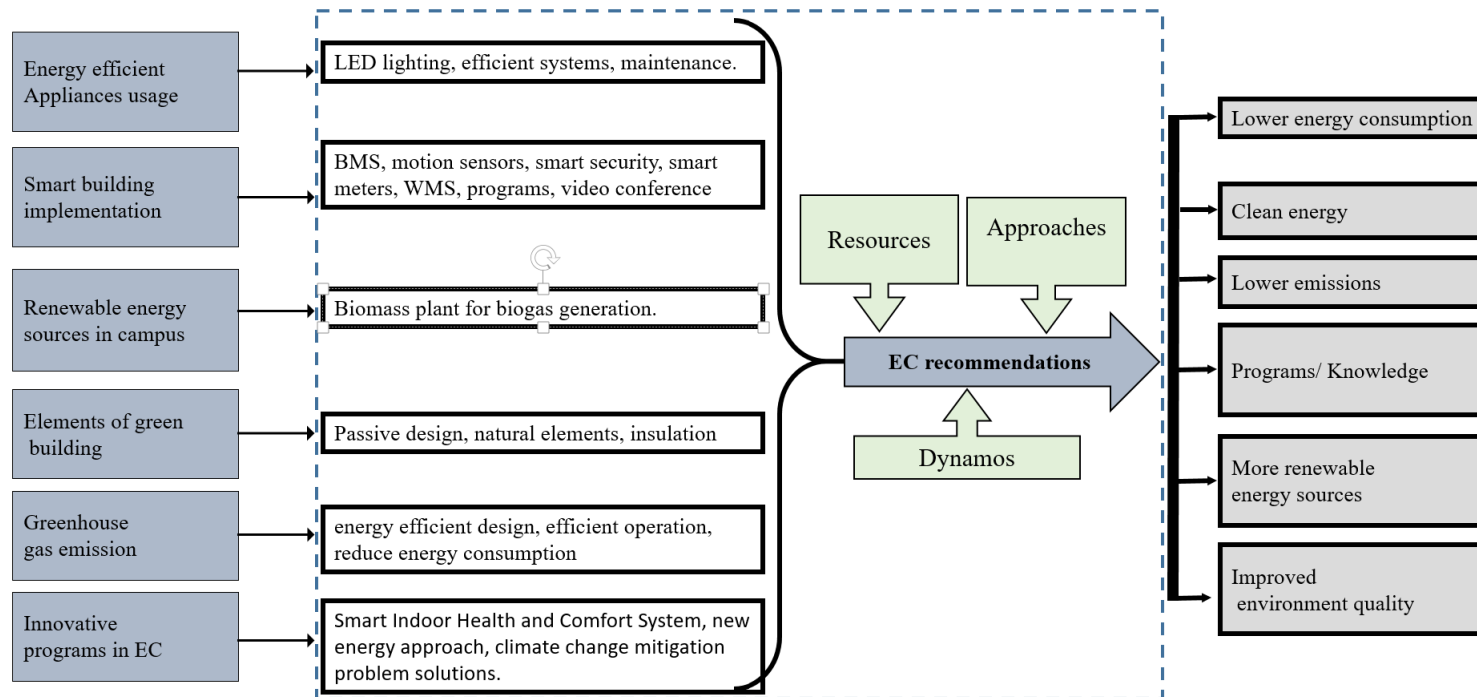 Energy efficient
Appliances usage
LED lighting, efficient systems, maintenance.
Smart building
implementation
BMS, motion sensors, smart security, smart
meters, WMS, programs, video conference
Renewable energy
sources in campus
Biomass plant for biogas generation.
Elements of green
building
Passive design, natural elements, insulation
Greenhouse
gas emission
energy efficient design, efficient operation,
reduce energy consumption
Innovative
programs in EC
Smart Indoor Health and Comfort System, new
energy approach, climate change mitigation
problem solutions.
Resources
Approaches
EC recommendations
Dynamos
Lower energy consumption
Clean energy
Lower emissions
Programs/ Knowledge
More renewable
energy sources
Improved
environment quality